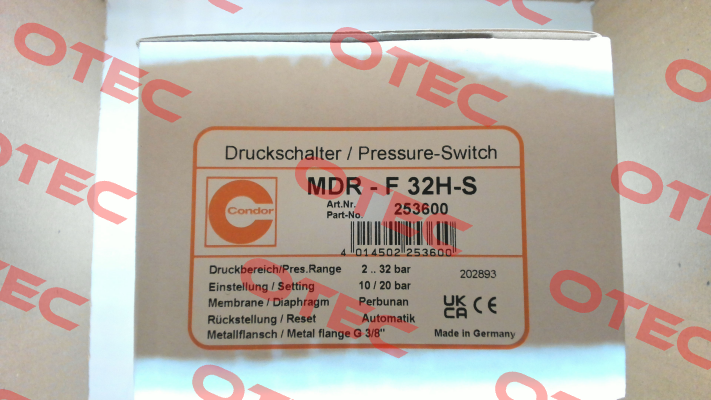 Druckschalter / Pressure-Switch
Condor
MDR - F 32H-S
Art.Nr.
Part-No.
253600
4 014502 253600
Druckbereich/Pres.Range 2 .. 32 bar
202893
Einstellung / Setting 10 / 20 bar
Membrane / Diaphragm Perbunan
UK CA CE
Rückstellung / Reset Automatik
Metallflansch / Metal flange G 3/8"
Made in Germany
OTEC
OTEC
OTEC
OTEC
OTEC
OTEC
OTEC
OTEC
OTEC